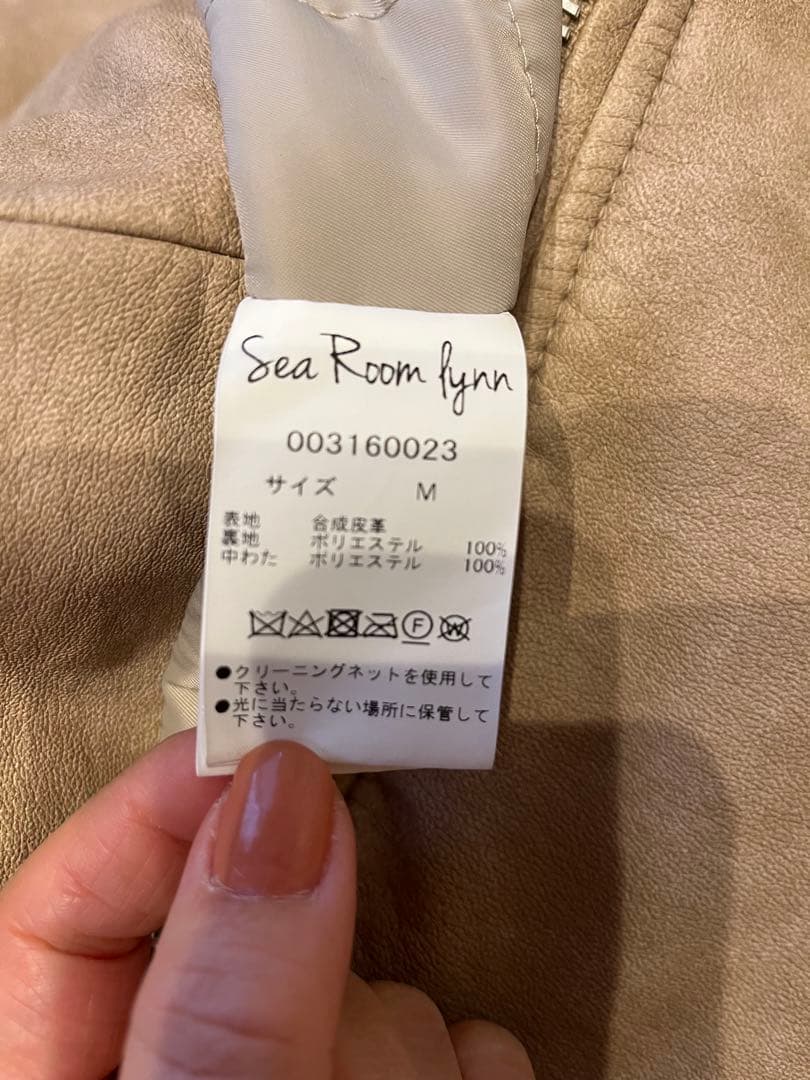 Sea Room lynn
003160023
サイズ M
表地 合成皮革
裏地 ポリエステル 100%
中わた ポリエステル 100%
F W
●クリーニングネットを使用して
下さい。
●光に当たらない場所に保管して
下さい。